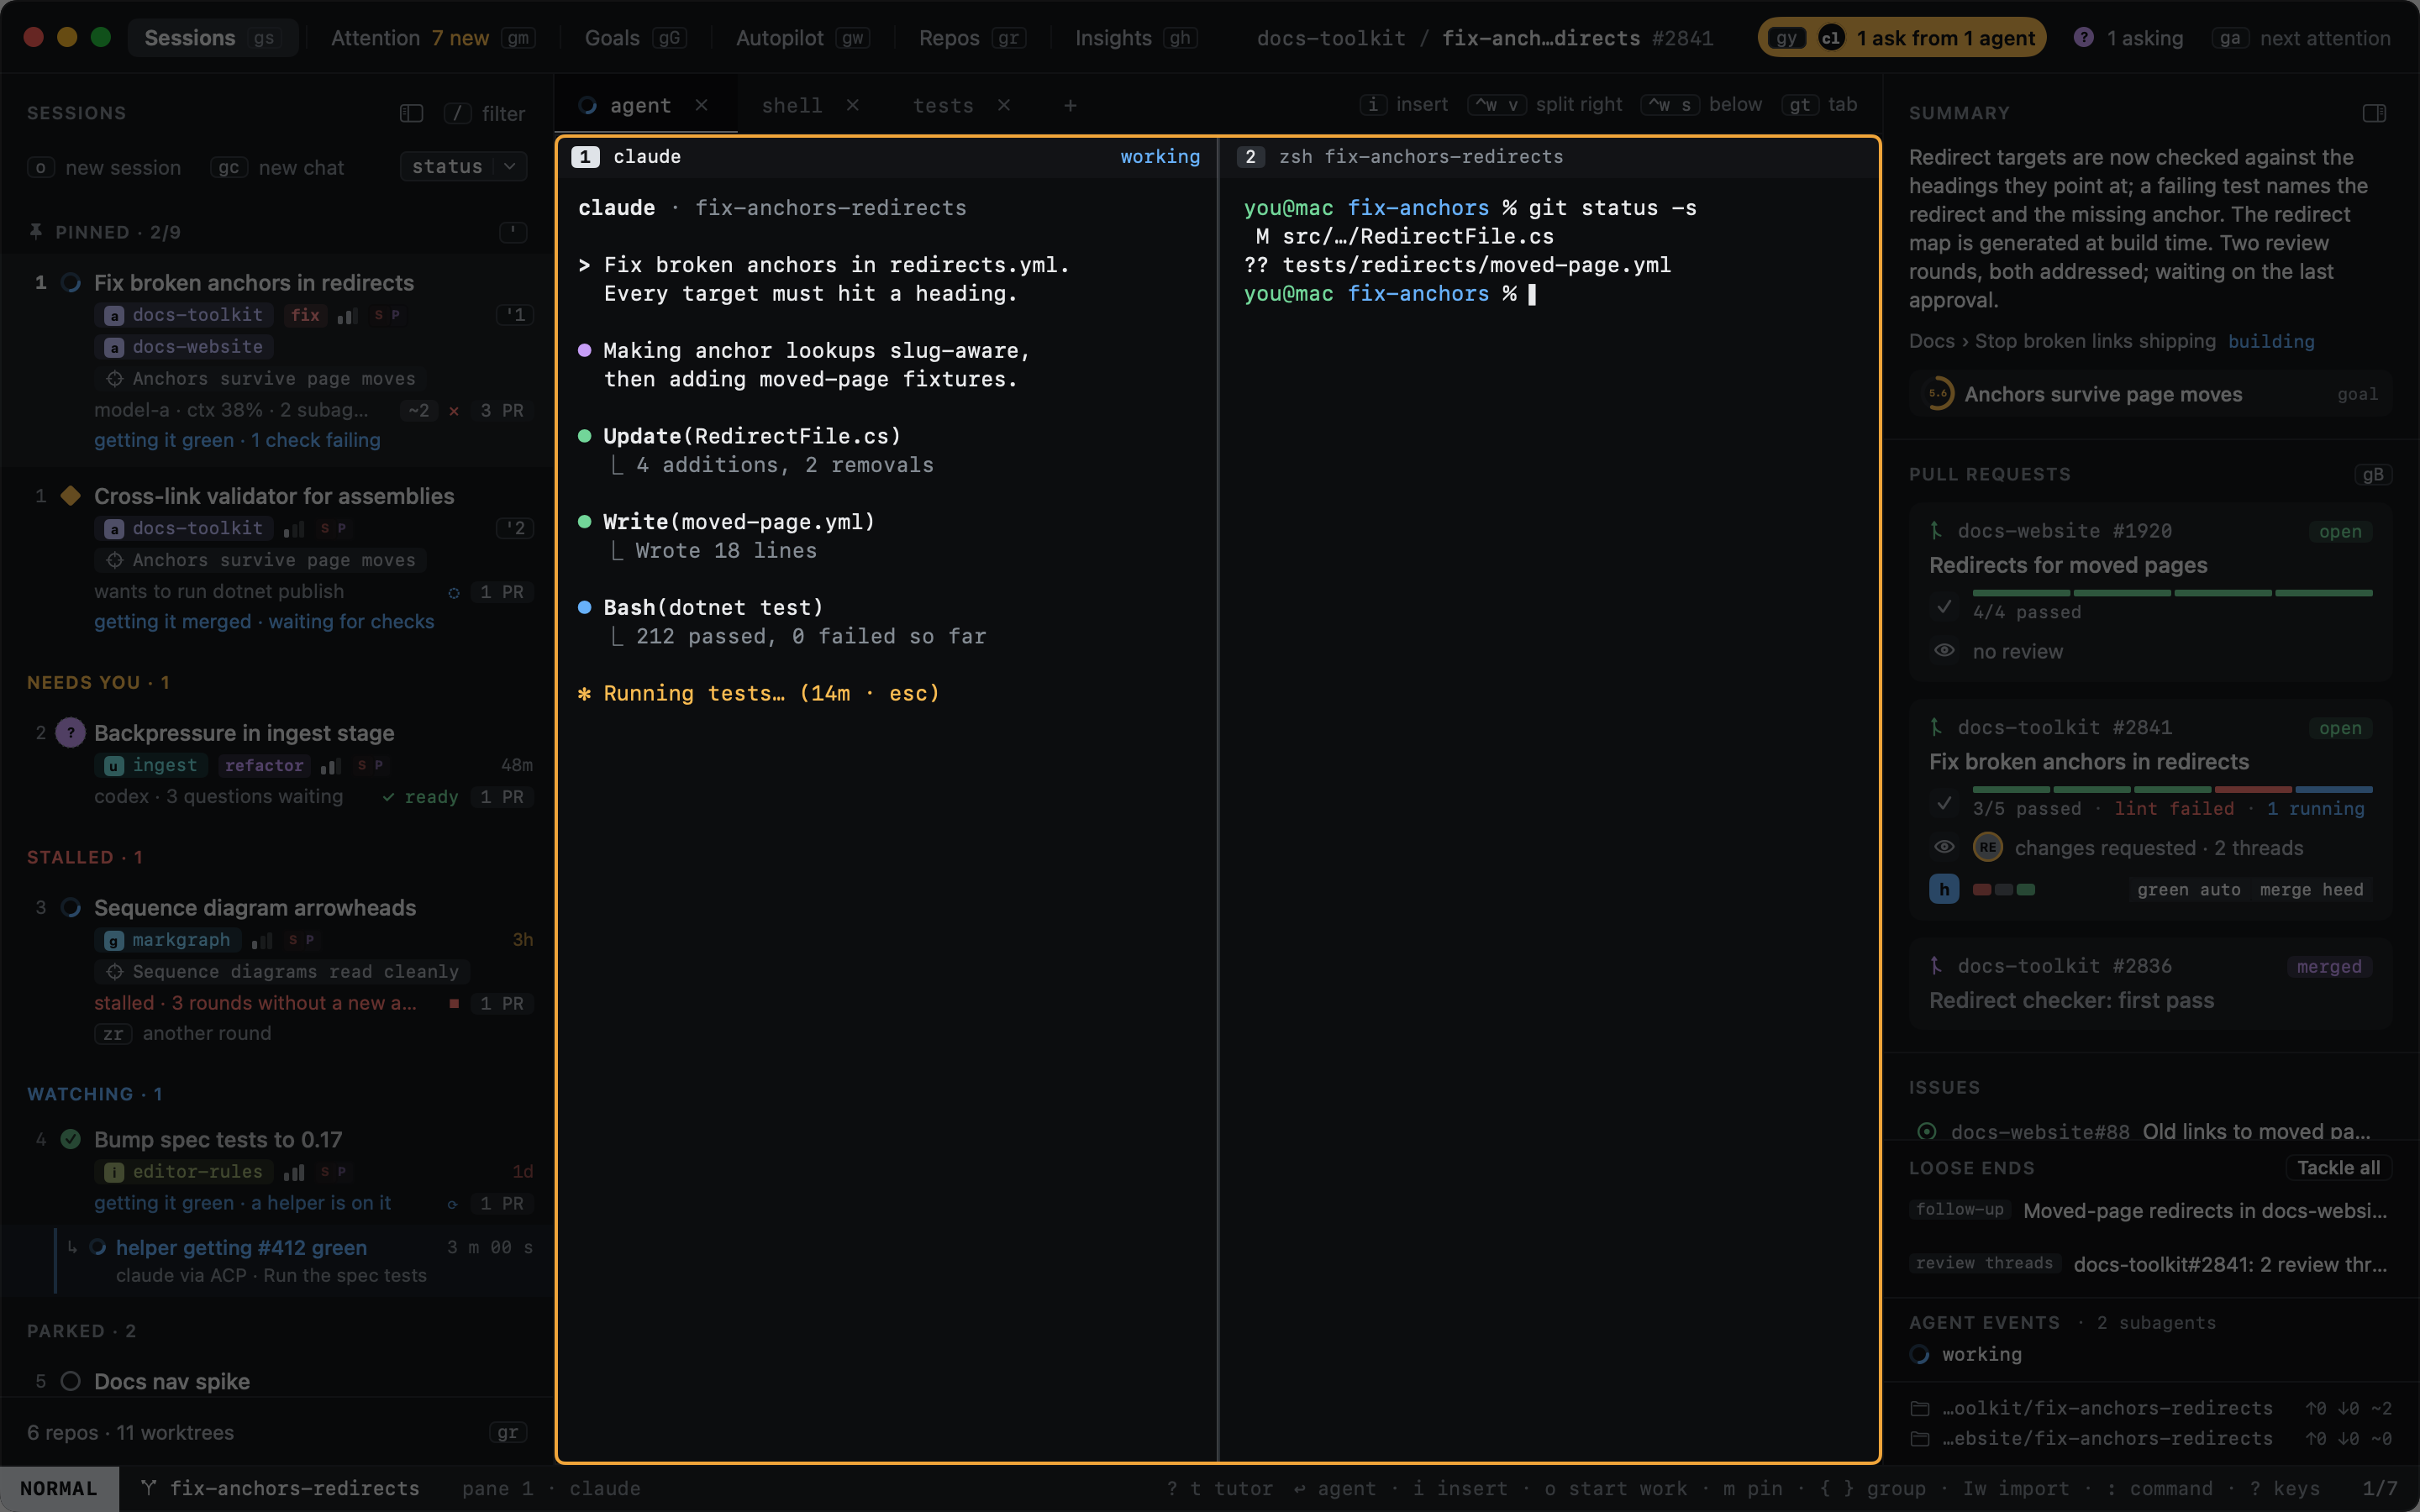 Sessions gs Attention 7 new gm Goals gG Autopilot gw Repos gr Insights gh docs-toolkit / fix-anch…directs #2841 gy cl 1 ask from 1 agent ? 1 asking ga next attention
SESSIONS / filter
o new session gc new chat status
PINNED · 2/9 '
1 Fix broken anchors in redirects
a docs-toolkit fix S P '1
a docs-website
Anchors survive page moves
model-a · ctx 38% · 2 subag… ~2 × 3 PR
getting it green · 1 check failing
1 Cross-link validator for assemblies
a docs-toolkit S P '2
Anchors survive page moves
wants to run dotnet publish 1 PR
getting it merged · waiting for checks
NEEDS YOU · 1
2 ? Backpressure in ingest stage
u ingest refactor S P 48m
codex · 3 questions waiting ✓ ready 1 PR
STALLED · 1
3 Sequence diagram arrowheads
g markgraph S P 3h
Sequence diagrams read cleanly
stalled · 3 rounds without a new a… 1 PR
zr another round
WATCHING · 1
4 Bump spec tests to 0.17
i editor-rules S P 1d
getting it green · a helper is on it 1 PR
↳ helper getting #412 green 3 m 00 s
claude via ACP · Run the spec tests
PARKED · 2
5 Docs nav spike
6 repos · 11 worktrees gr
agent × shell × tests × + i insert ^w v split right ^w s below gt tab
1 claude working
claude · fix-anchors-redirects
> Fix broken anchors in redirects.yml.
Every target must hit a heading.
Making anchor lookups slug-aware,
then adding moved-page fixtures.
Update(RedirectFile.cs)
⎿ 4 additions, 2 removals
Write(moved-page.yml)
⎿ Wrote 18 lines
Bash(dotnet test)
⎿ 212 passed, 0 failed so far
✻ Running tests… (14m · esc)
2 zsh fix-anchors-redirects
you@mac fix-anchors % git status -s
M src/…/RedirectFile.cs
?? tests/redirects/moved-page.yml
you@mac fix-anchors %
SUMMARY
Redirect targets are now checked against the
headings they point at; a failing test names the
redirect and the missing anchor. The redirect
map is generated at build time. Two review
rounds, both addressed; waiting on the last
approval.
Docs › Stop broken links shipping building
5.6 Anchors survive page moves goal
PULL REQUESTS gB
docs-website #1920 open
Redirects for moved pages
4/4 passed
no review
docs-toolkit #2841 open
Fix broken anchors in redirects
3/5 passed · lint failed · 1 running
RE changes requested · 2 threads
h green auto merge heed
docs-toolkit #2836 merged
Redirect checker: first pass
ISSUES
docs-website#88 Old links to moved pa…
LOOSE ENDS Tackle all
follow-up Moved-page redirects in docs-websi…
review threads docs-toolkit#2841: 2 review thr…
AGENT EVENTS · 2 subagents
working
…oolkit/fix-anchors-redirects ↑0 ↓0 ~2
…ebsite/fix-anchors-redirects ↑0 ↓0 ~0
NORMAL fix-anchors-redirects pane 1 · claude ? t tutor ↩ agent · i insert · o start work · m pin · { } group · Iw import · : command · ? keys 1/7